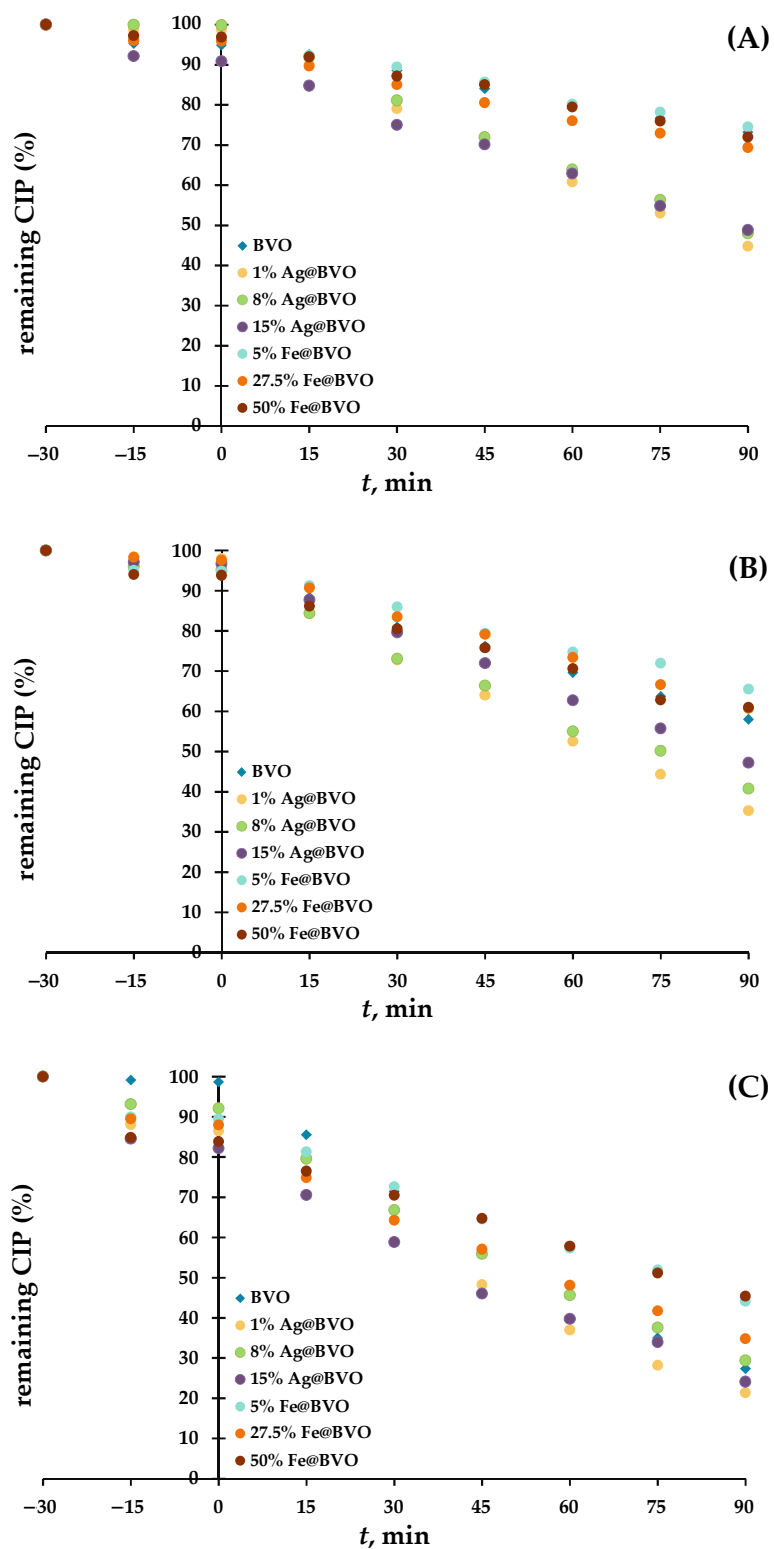 (A)
remaining CIP (%)
100
90
80
70
60
50
40
30
20
10
0
BVO
1% Ag@BVO
8% Ag@BVO
15% Ag@BVO
5% Fe@BVO
27.5% Fe@BVO
50% Fe@BVO
−30 −15 0 15 30 45 60 75 90
t, min
(B)
remaining CIP (%)
100
90
80
70
60
50
40
30
20
10
0
BVO
1% Ag@BVO
8% Ag@BVO
15% Ag@BVO
5% Fe@BVO
27.5% Fe@BVO
50% Fe@BVO
−30 −15 0 15 30 45 60 75 90
t, min
(C)
remaining CIP (%)
100
90
80
70
60
50
40
30
20
10
0
BVO
1% Ag@BVO
8% Ag@BVO
15% Ag@BVO
5% Fe@BVO
27.5% Fe@BVO
50% Fe@BVO
−30 −15 0 15 30 45 60 75 90
t, min